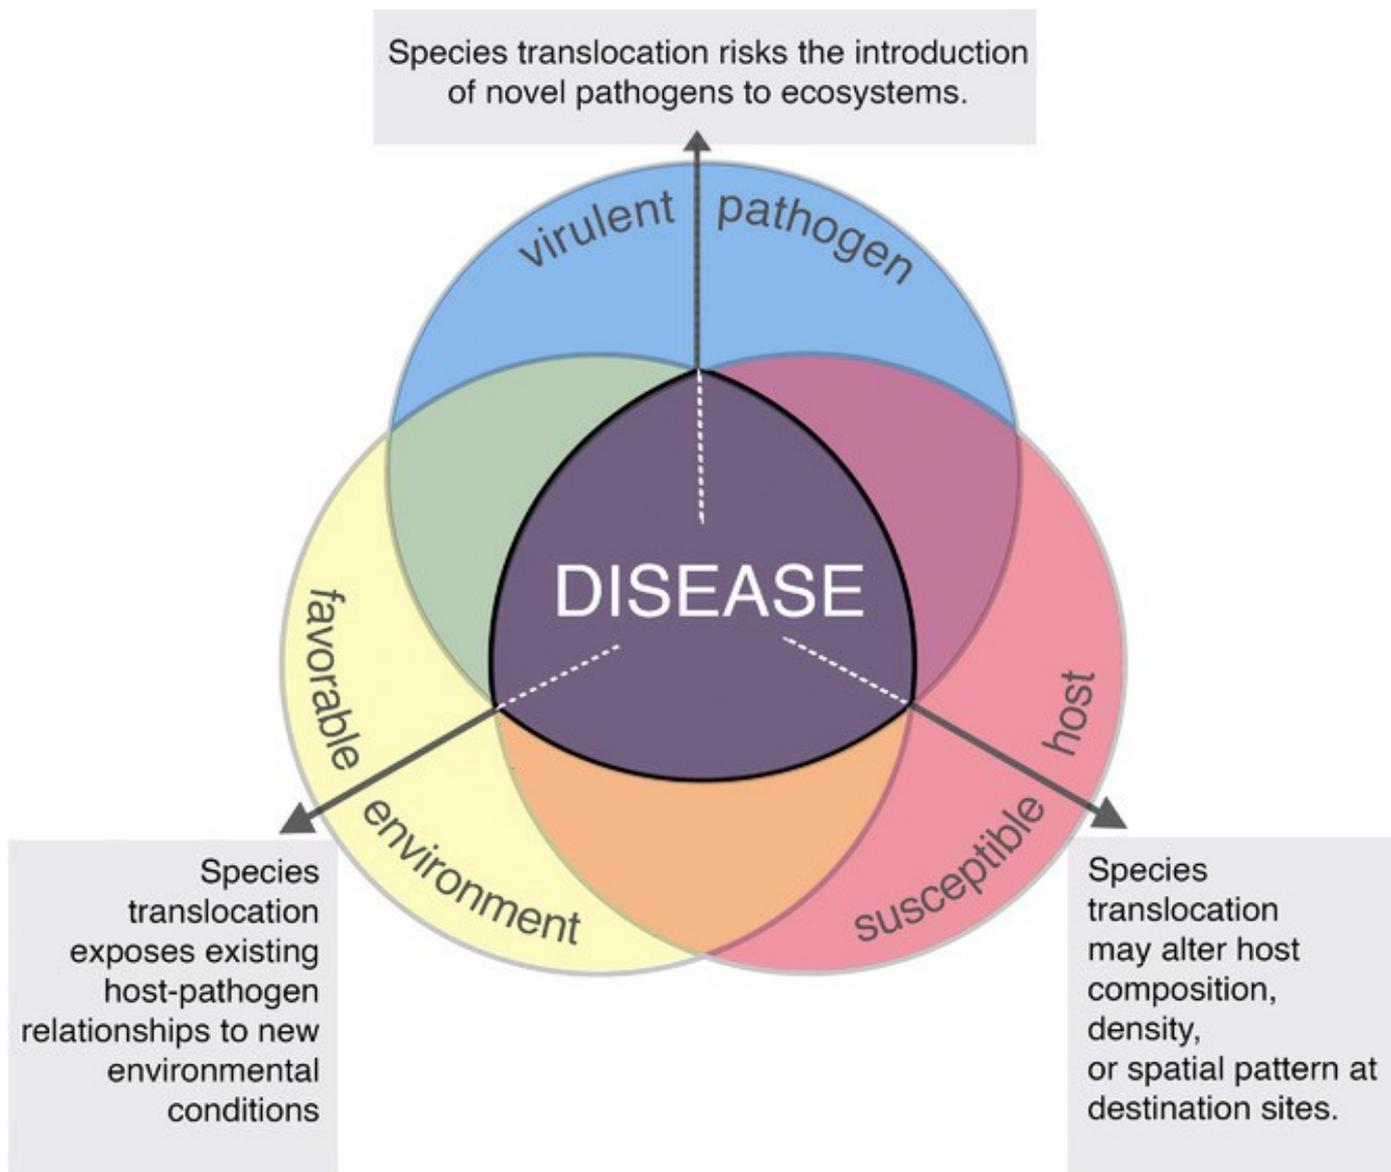 Species translocation risks the introduction
of novel pathogens to ecosystems.
virulent pathogen
DISEASE
favorable environment
susceptible host
Species
translocation
exposes existing
host-pathogen
relationships to new
environmental
conditions
Species
translocation
may alter host
composition,
density,
or spatial pattern at
destination sites.